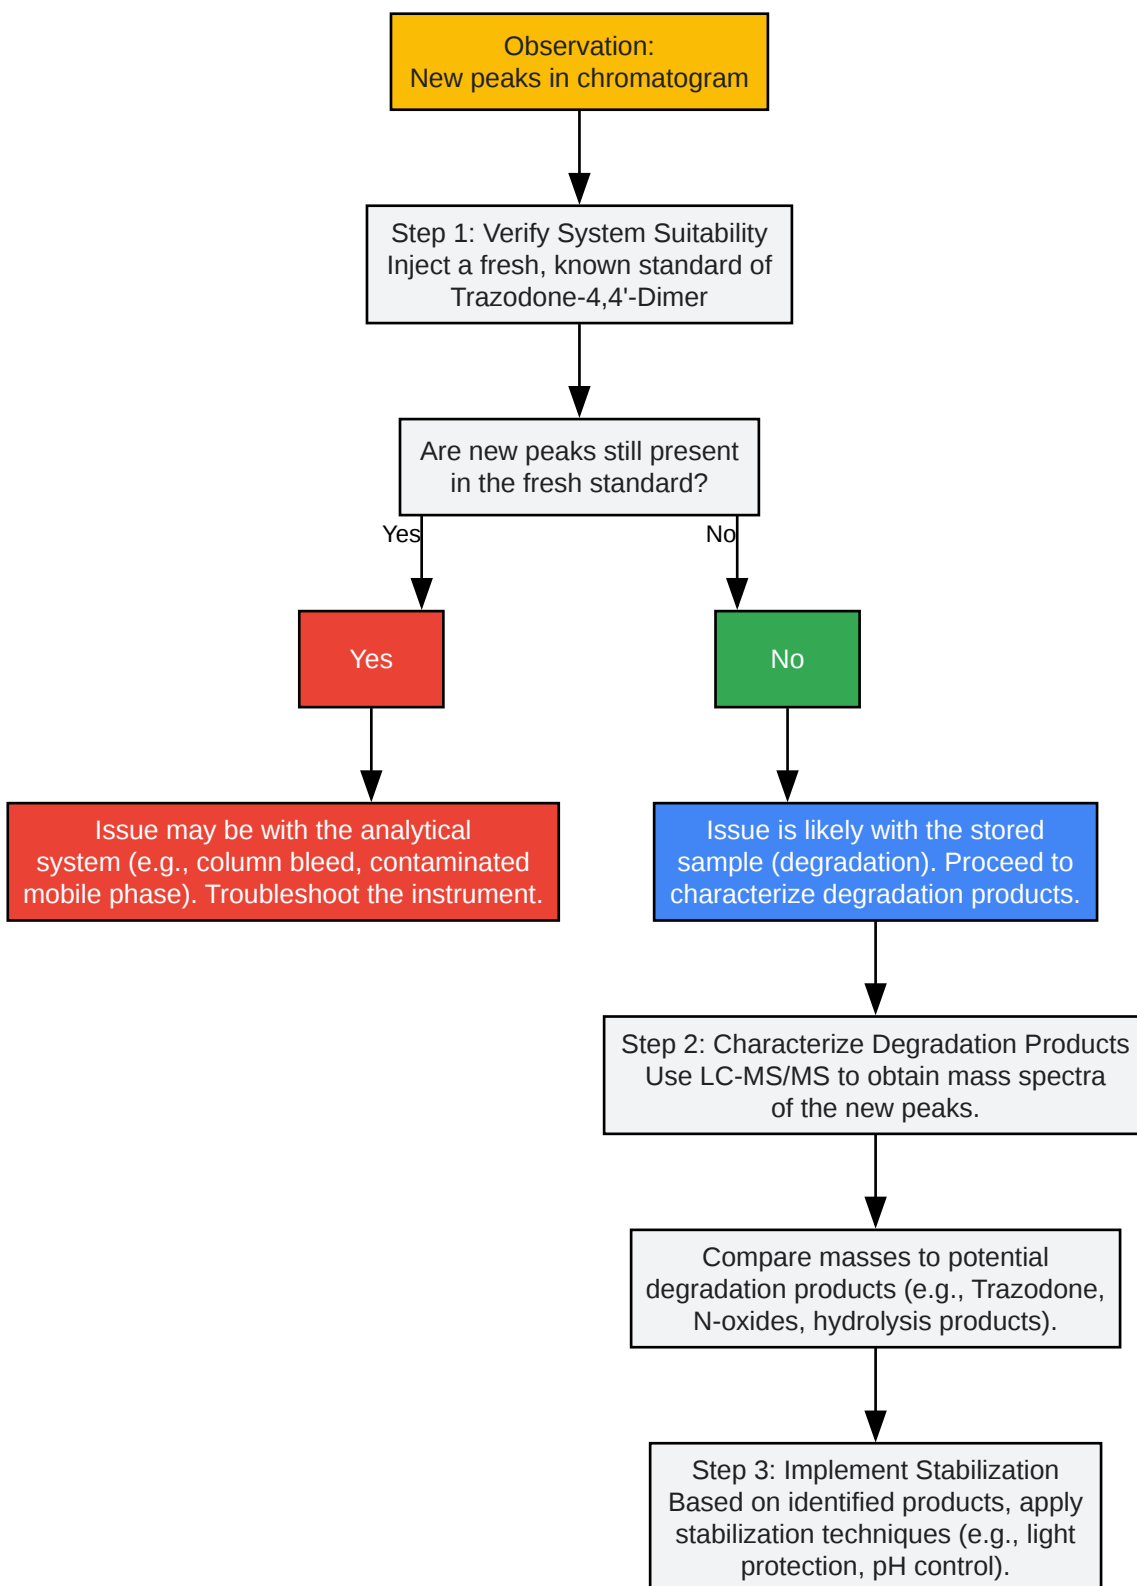 Observation:
New peaks in chromatogram
Step 1: Verify System Suitability
Inject a fresh, known standard of
Trazodone-4,4'-Dimer
Are new peaks still present
in the fresh standard?
Yes
No
Yes
No
Issue may be with the analytical
system (e.g., column bleed, contaminated
mobile phase). Troubleshoot the instrument.
Issue is likely with the stored
sample (degradation). Proceed to
characterize degradation products.
Step 2: Characterize Degradation Products
Use LC-MS/MS to obtain mass spectra
of the new peaks.
Compare masses to potential
degradation products (e.g., Trazodone,
N-oxides, hydrolysis products).
Step 3: Implement Stabilization
Based on identified products, apply
stabilization techniques (e.g., light
protection, pH control).